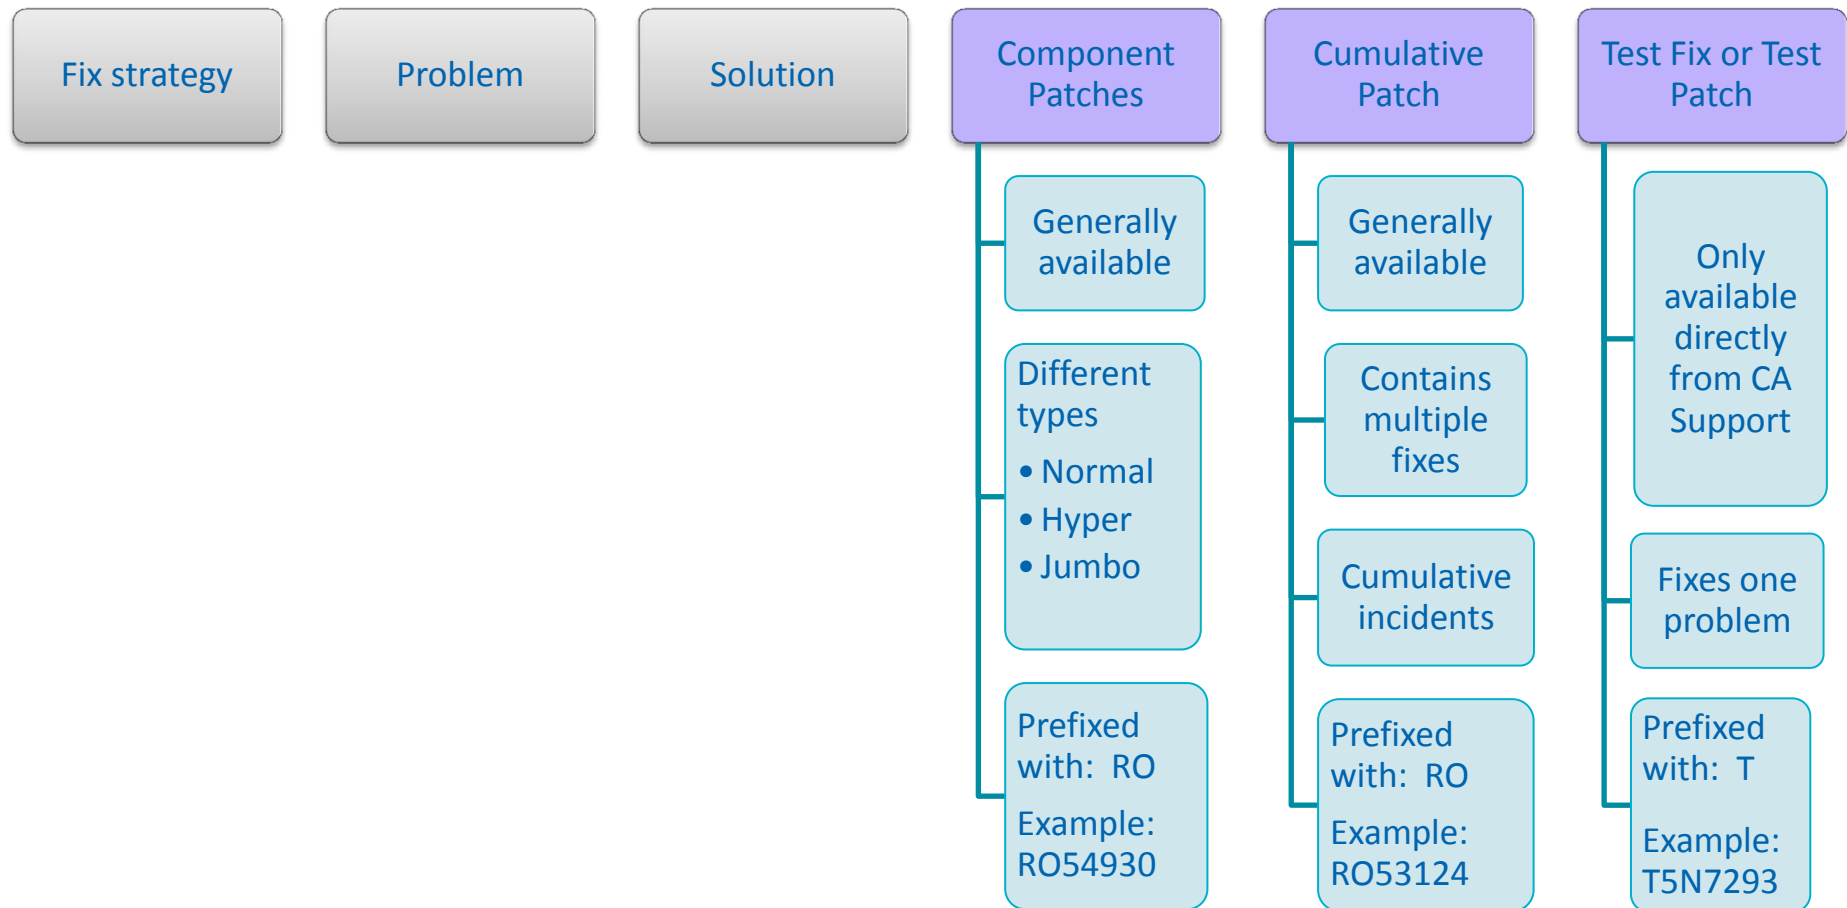 Fix strategy
Problem
Solution
Component
Patches
Cumulative
Patch
Test Fix or Test
Patch
Generally
available
Different
types
• Normal
• Hyper
• Jumbo
Prefixed
with:  RO
Example:
RO54930
Generally
available
Contains
multiple
fixes
Cumulative
incidents
Prefixed
with:  RO
Example:
RO53124
Only
available
directly
from CA
Support
Fixes one
problem
Prefixed
with:  T
Example:
T5N7293